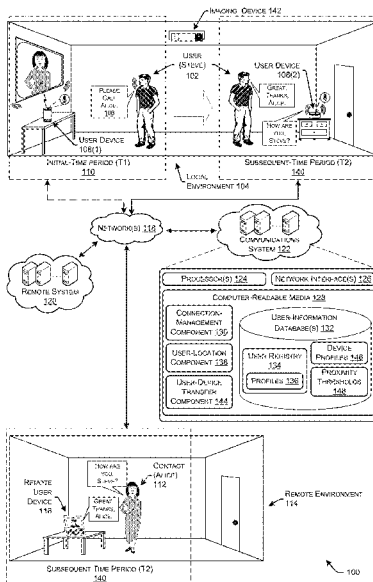 IMAGING DEVICE 142
USER
(STEVE)
102
USER DEVICE
108(2)
PLEASE
CALL
ALICE.
106
GREAT,
THANKS,
ALICE.
HOW ARE
YOU,
STEVE?
USER DEVICE
108(1)
INITIAL-TIME PERIOD (T1)
110
SUBSEQUENT-TIME PERIOD (T2)
140
LOCAL
ENVIRONMENT 104
NETWORK(S) 118
COMMUNICATIONS
SYSTEM
122
REMOTE SYSTEM
120
PROCESSOR(S) 124
NETWORK INTERFACE(S) 126
COMPUTER-READABLE MEDIA 128
CONNECTION-
MANAGEMENT
COMPONENT
USER-INFORMATION
DATABASE(S) 132
USER-LOCATION
COMPONENT
138
USER REGISTRY
134
PROFILES 136
DEVICE
PROFILES 146
PROXIMITY
THRESHOLDS
148
USER-DEVICE
TRANSFER
COMPONENT
144
HOW ARE
YOU,
STEVE?
CONTACT
(ALICE)
112
REMOTE
USER
DEVICE
116
GREAT,
THANKS,
ALICE.
REMOTE ENVIRONMENT
114
SUBSEQUENT TIME PERIOD (T2)
140
100